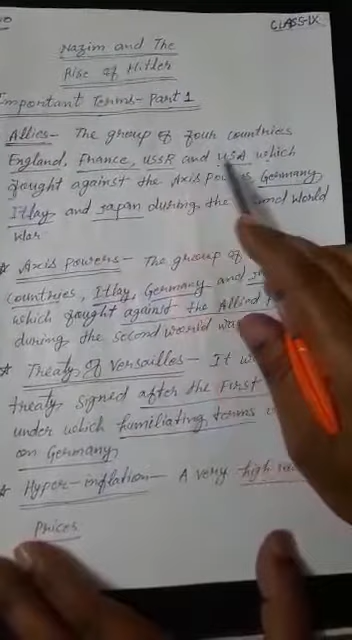 CLASS-IX
Nazim and The
Rise of Hitler
Important Terms- Part 1
Allies- The group of four countries
England, France, USSR and USA which
fought against the Axis Powers Germany,
Itlay and Japan during the World
War
Axis Powers- The group of
countries, Itlay, Germany and
which fought against the Allied
during the Second World War
Treaty of Versailles- It
treaty signed after the First
under which humiliating terms
on Germany,
Hyper-inflation- A very high
Prices